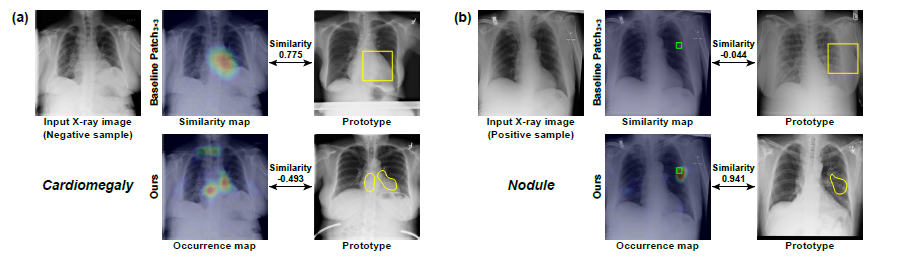 (a)
Baseline Patch3×3
Similarity
0.775
Input X-ray image
(Negative sample)
Similarity map
Prototype
Cardiomegaly
Ours
Similarity
-0.493
Occurrence map
Prototype
(b)
Baseline Patch3×3
Similarity
-0.044
Input X-ray image
(Positive sample)
Similarity map
Prototype
Nodule
Ours
Similarity
0.941
Occurrence map
Prototype